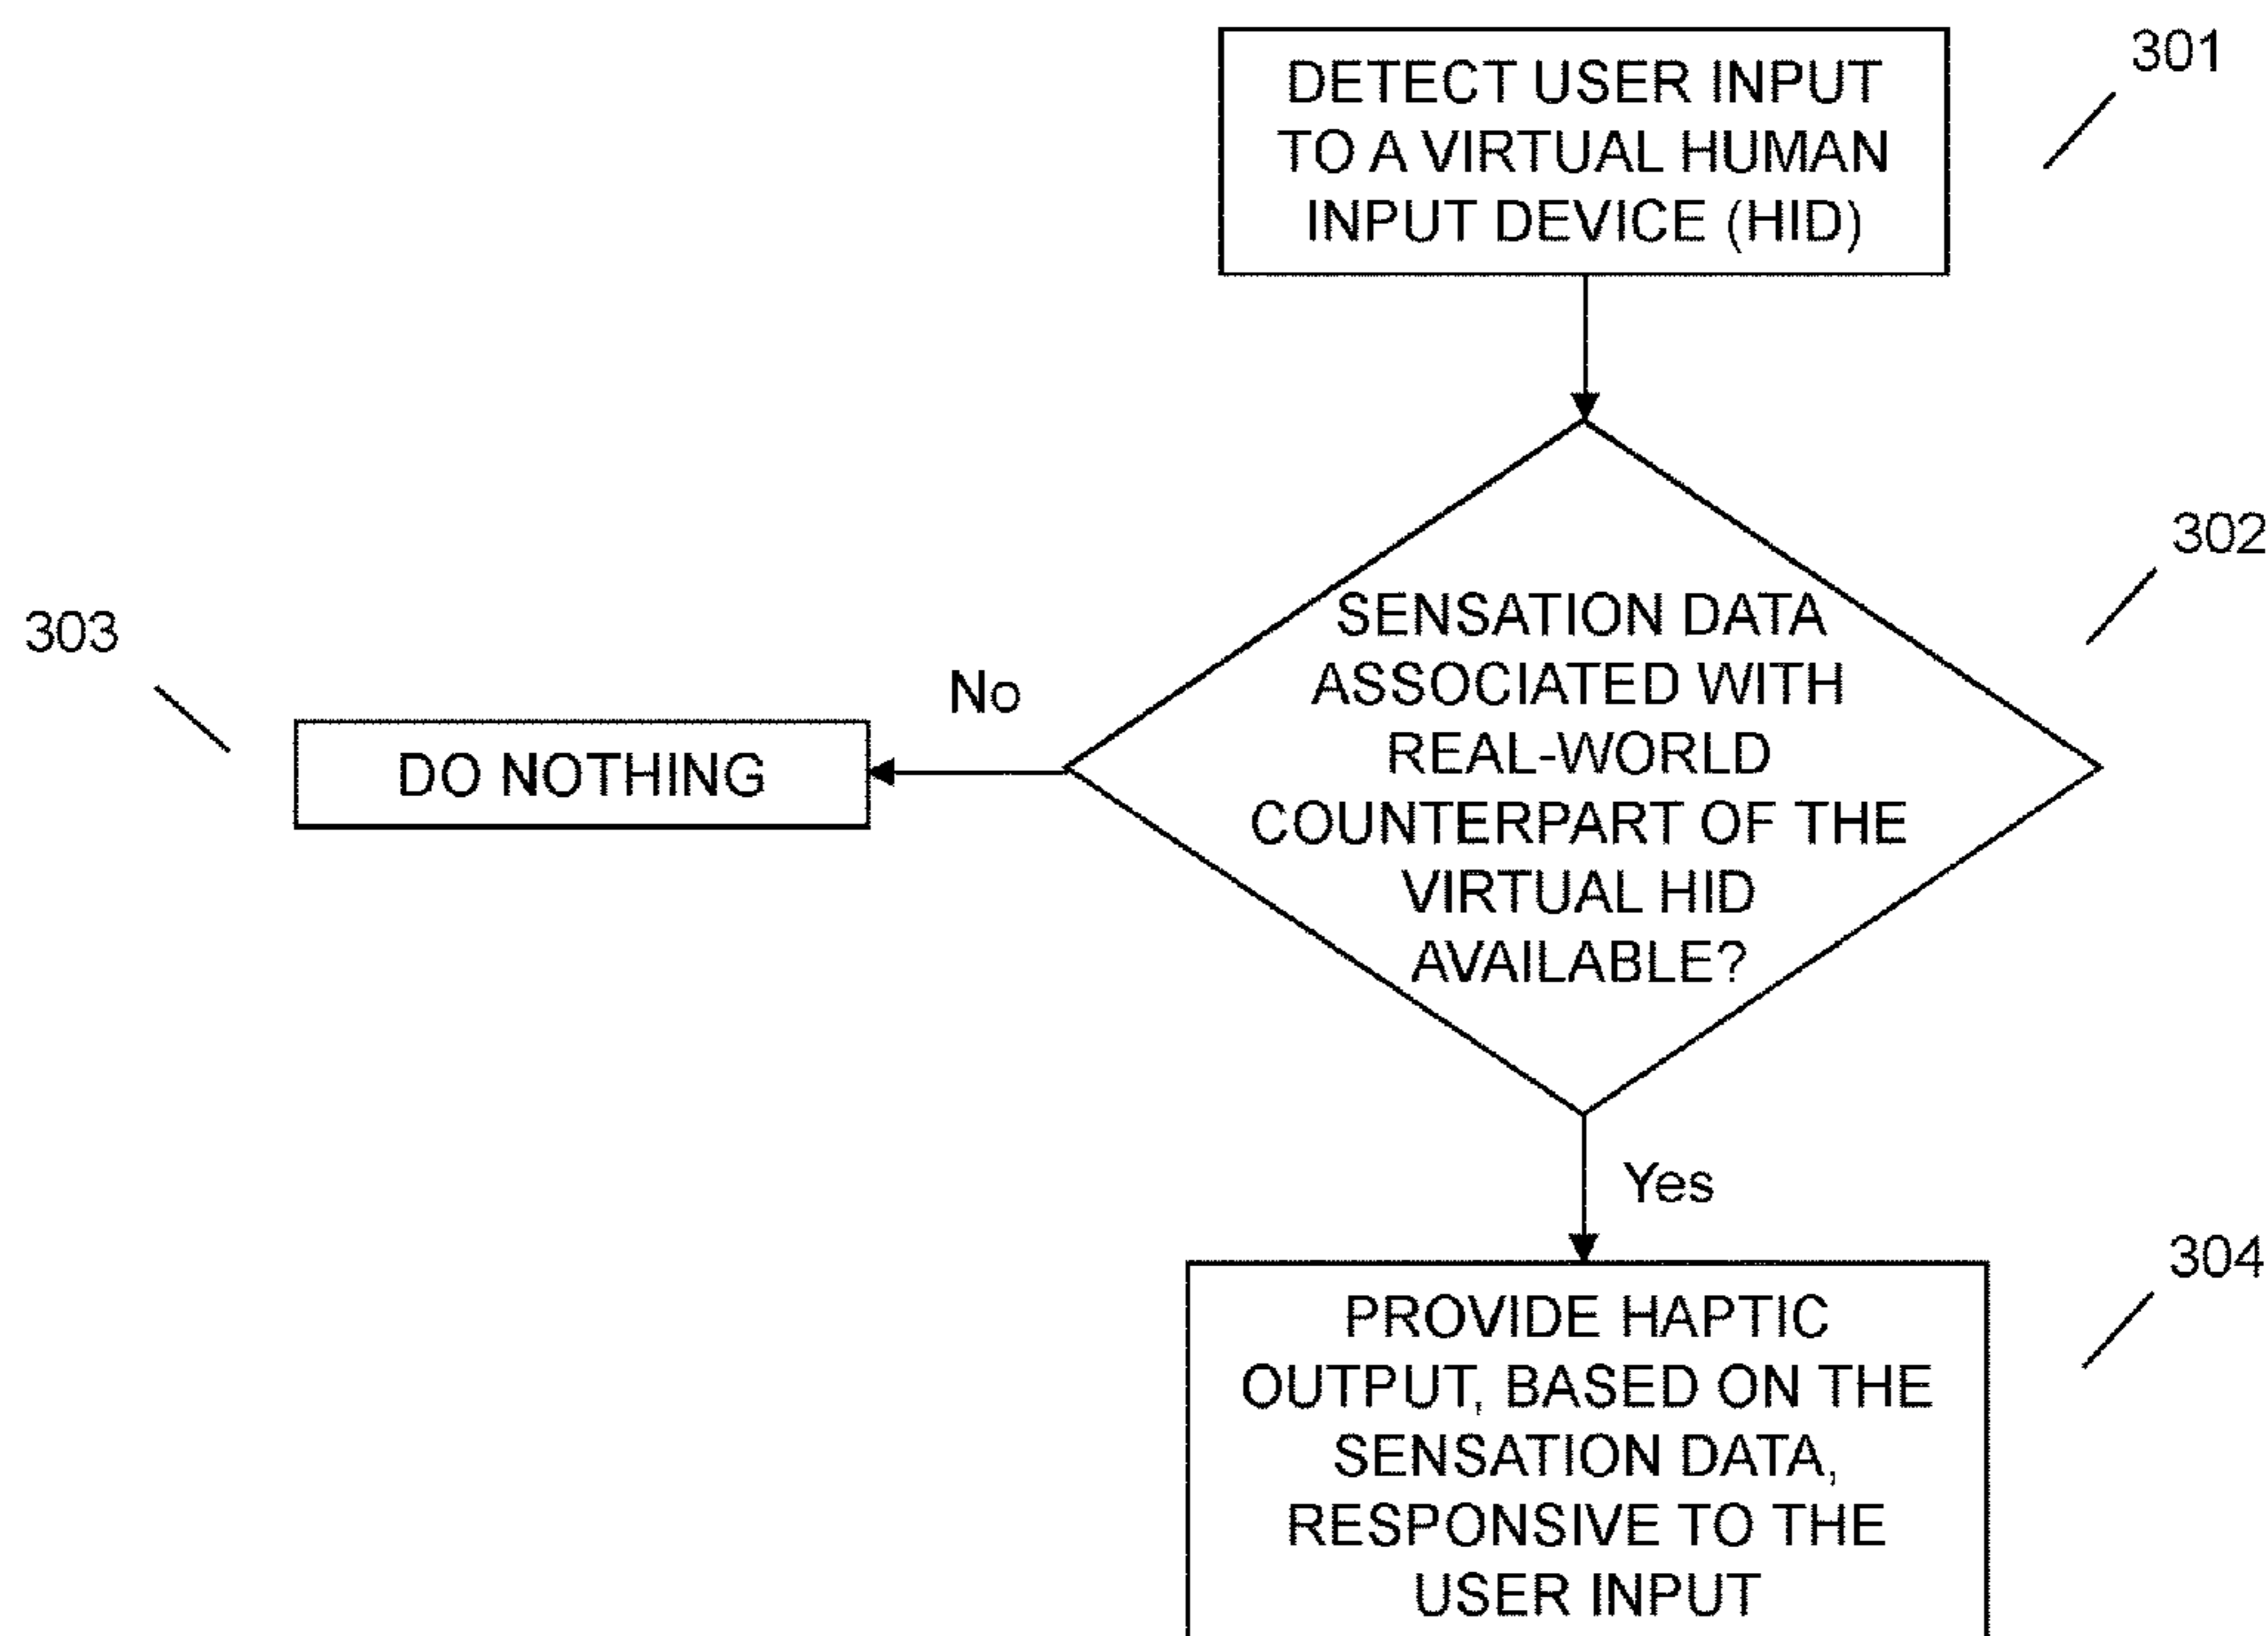 301
DETECT USER INPUT
TO A VIRTUAL HUMAN
INPUT DEVICE (HID)
302
SENSATION DATA
ASSOCIATED WITH
REAL-WORLD
COUNTERPART OF THE
VIRTUAL HID
AVAILABLE?
303
No
DO NOTHING
Yes
304
PROVIDE HAPTIC
OUTPUT, BASED ON THE
SENSATION DATA,
RESPONSIVE TO THE
USER INPUT